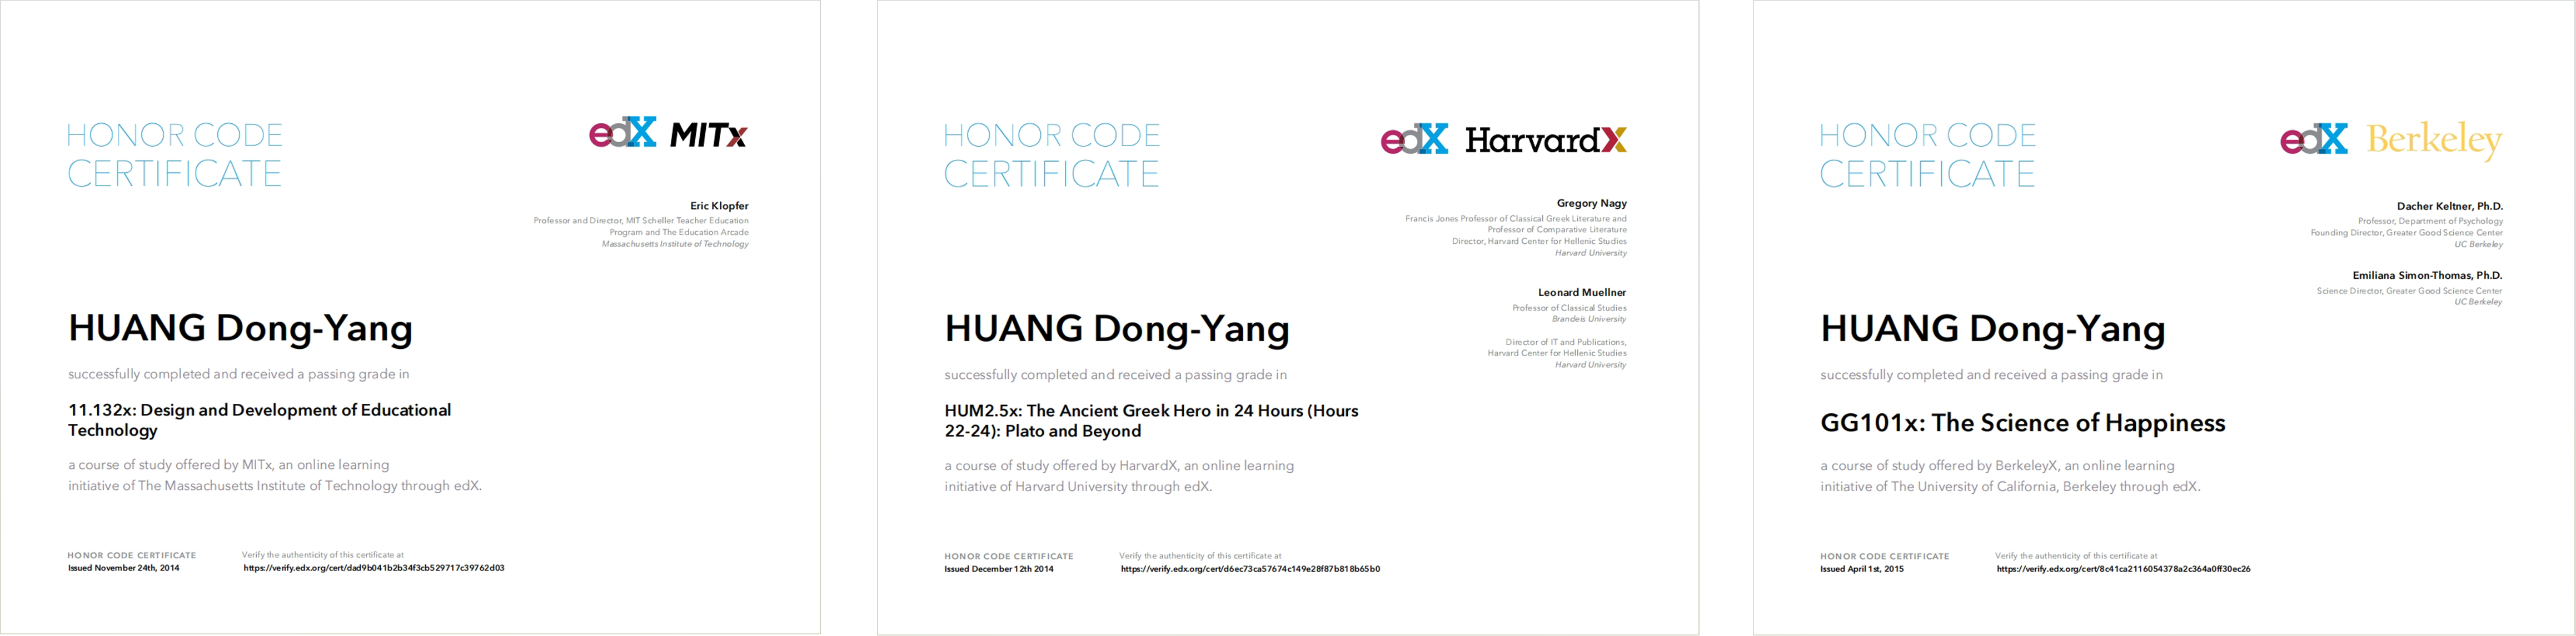 HONOR CODE
CERTIFICATE
edX MITx
Eric Klopfer
Professor and Director, MIT Scheller Teacher Education
Program and The Education Arcade
Massachusetts Institute of Technology
HUANG Dong-Yang
successfully completed and received a passing grade in
11.132x: Design and Development of Educational
Technology
a course of study offered by MITx, an online learning
initiative of The Massachusetts Institute of Technology through edX.
HONOR CODE CERTIFICATE
Issued November 24th, 2014
Verify the authenticity of this certificate at
https://verify.edx.org/cert/dad9b041b2b34f3cb529717c39762d03
HONOR CODE
CERTIFICATE
edX HarvardX
Gregory Nagy
Francis Jones Professor of Classical Greek Literature and
Professor of Comparative Literature
Director, Harvard Center for Hellenic Studies
Harvard University
Leonard Muellner
Professor of Classical Studies
Brandeis University
Director of IT and Publications,
Harvard Center for Hellenic Studies
Harvard University
HUANG Dong-Yang
successfully completed and received a passing grade in
HUM2.5x: The Ancient Greek Hero in 24 Hours (Hours
22-24): Plato and Beyond
a course of study offered by HarvardX, an online learning
initiative of Harvard University through edX.
HONOR CODE CERTIFICATE
Issued December 12th 2014
Verify the authenticity of this certificate at
https://verify.edx.org/cert/d6ec73ca57674c149e28f87b818b65b0
HONOR CODE
CERTIFICATE
edX Berkeley
Dacher Keltner, Ph.D.
Professor, Department of Psychology
Founding Director, Greater Good Science Center
UC Berkeley
Emiliana Simon-Thomas, Ph.D.
Science Director, Greater Good Science Center
UC Berkeley
HUANG Dong-Yang
successfully completed and received a passing grade in
GG101x: The Science of Happiness
a course of study offered by BerkeleyX, an online learning
initiative of The University of California, Berkeley through edX.
HONOR CODE CERTIFICATE
Issued April 1st, 2015
Verify the authenticity of this certificate at
https://verify.edx.org/cert/8c41ca2116054378a2c364a0ff30ec26